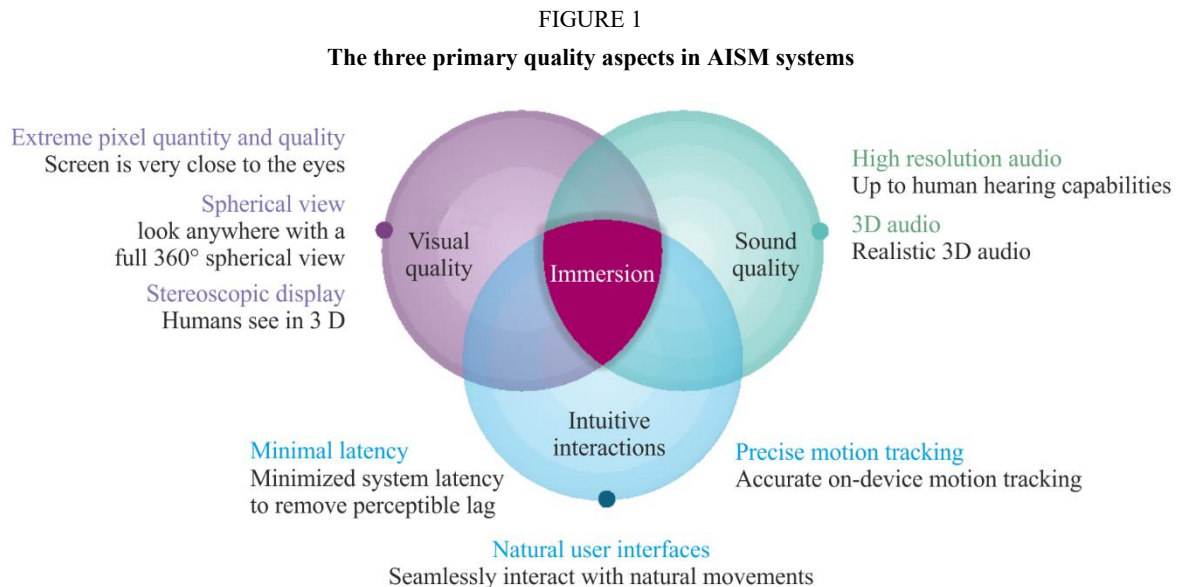 FIGURE 1
The three primary quality aspects in AISM systems
Extreme pixel quantity and quality
Screen is very close to the eyes
Spherical view
look anywhere with a
full 360° spherical view
Stereoscopic display
Humans see in 3 D
Visual
quality
Immersion
Sound
quality
High resolution audio
Up to human hearing capabilities
3D audio
Realistic 3D audio
Intuitive
interactions
Minimal latency
Minimized system latency
to remove perceptible lag
Precise motion tracking
Accurate on-device motion tracking
Natural user interfaces
Seamlessly interact with natural movements